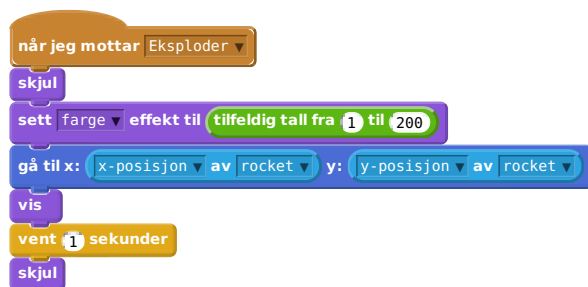 når jeg mottar Eksploder ▼
skjul
sett farge ▼ effekt til tilfeldig tall fra 1 til 200
gå til x: x-posisjon ▼ av rocket ▼ y: y-posisjon ▼ av rocket ▼
vis
vent 1 sekunder
skjul